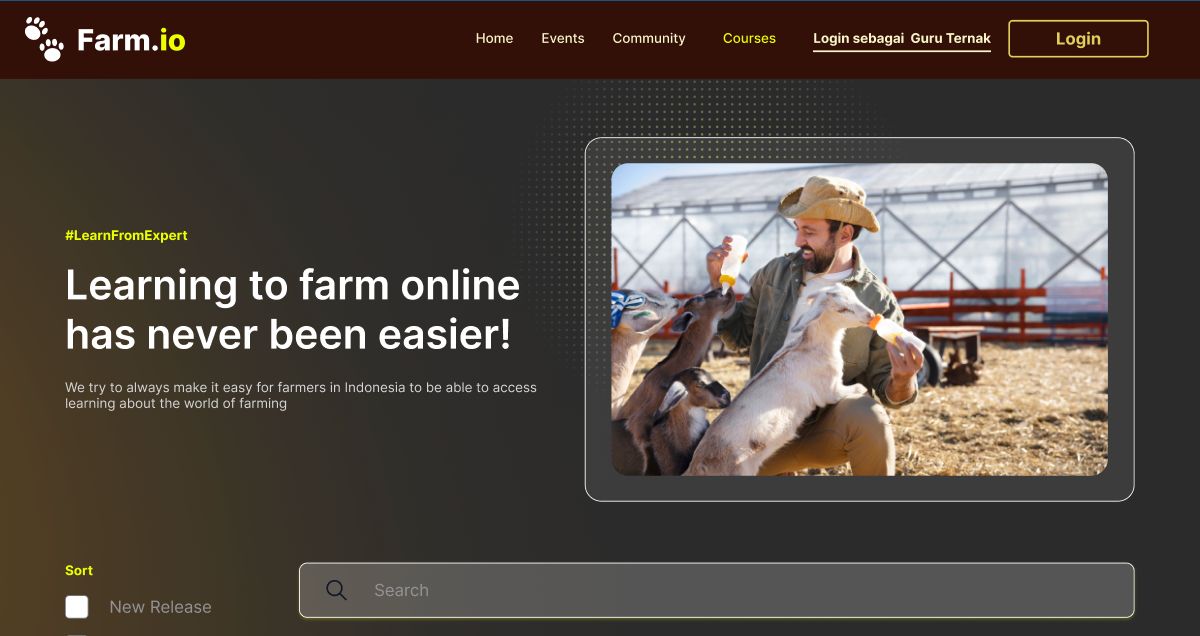 Farm.io
Home Events Community Courses Login sebagai Guru Ternak Login
#LearnFromExpert
Learning to farm online
has never been easier!
We try to always make it easy for farmers in Indonesia to be able to access
learning about the world of farming
Sort
Search
New Release